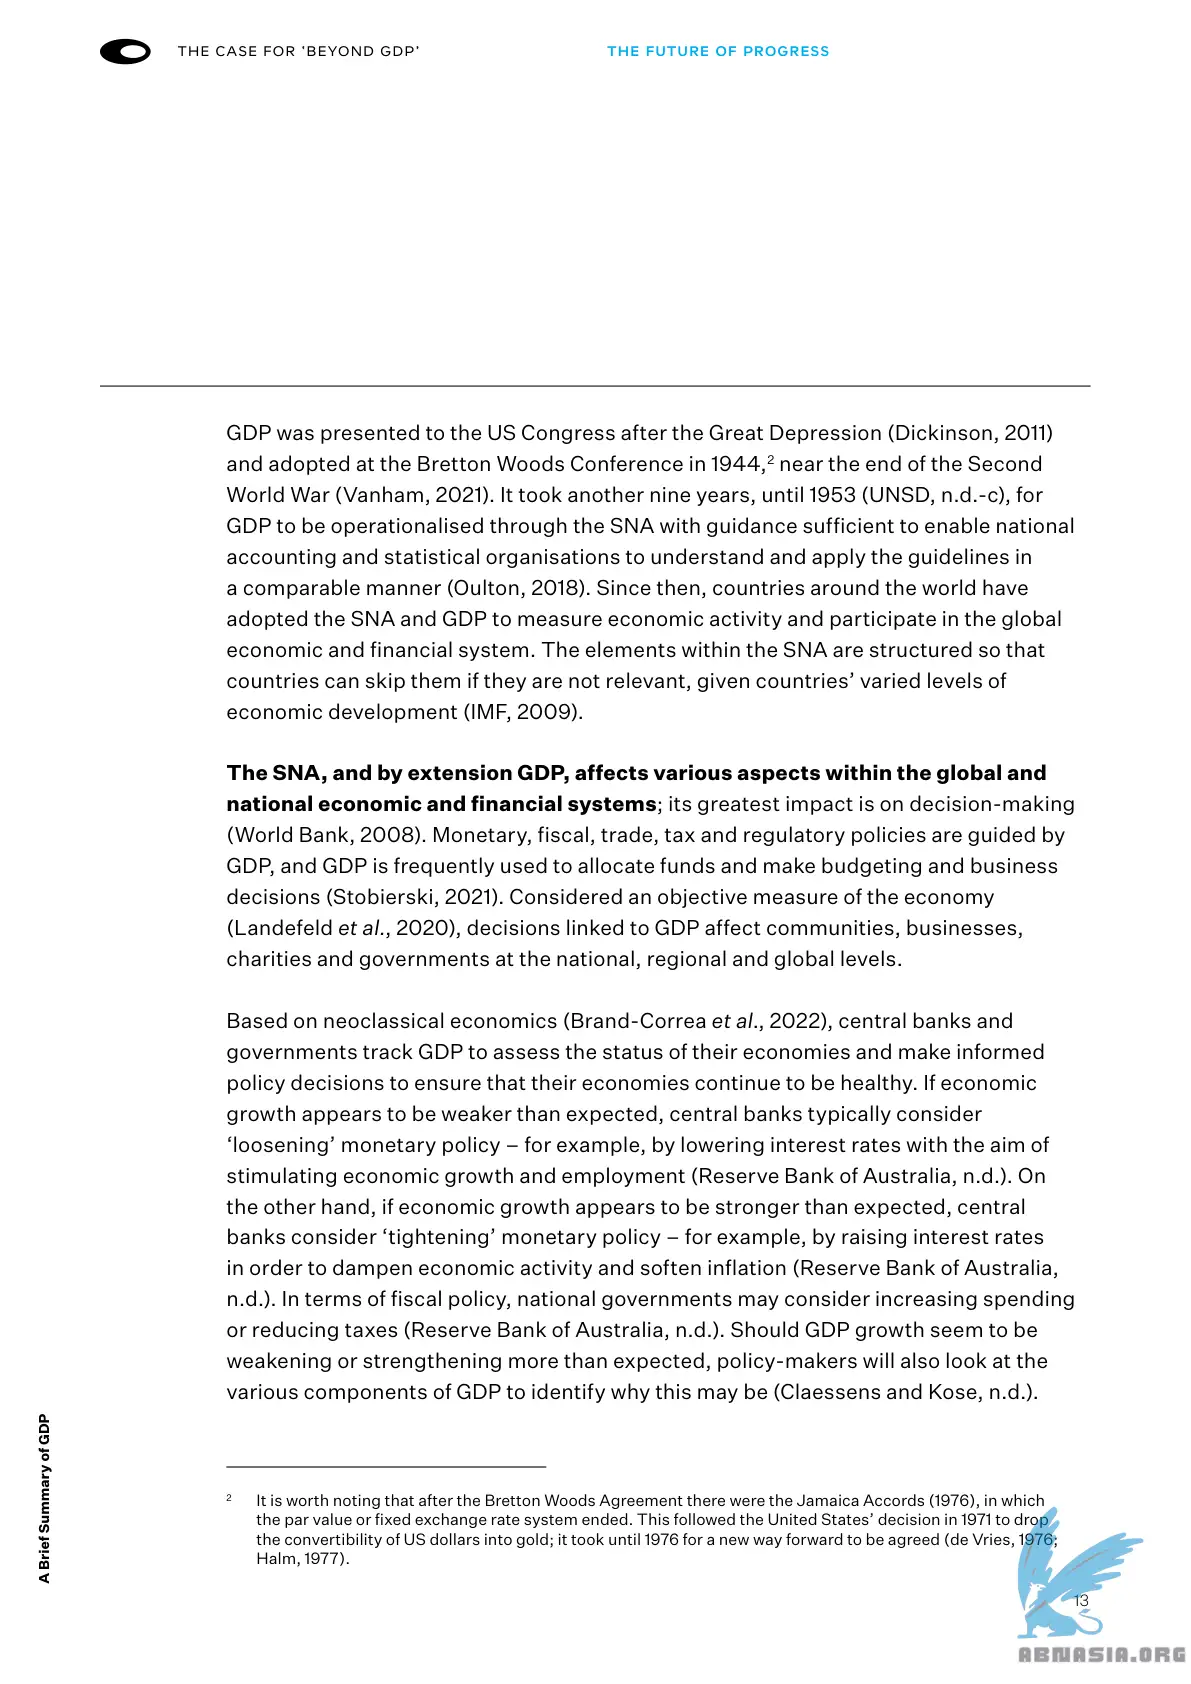 THE CASE FOR ‘BEYOND GDP’
THE FUTURE OF PROGRESS
GDP was presented to the US Congress after the Great Depression (Dickinson, 2011)
and adopted at the Bretton Woods Conference in 1944,² near the end of the Second
World War (Vanham, 2021). It took another nine years, until 1953 (UNSD, n.d.-c), for
GDP to be operationalised through the SNA with guidance sufficient to enable national
accounting and statistical organisations to understand and apply the guidelines in
a comparable manner (Oulton, 2018). Since then, countries around the world have
adopted the SNA and GDP to measure economic activity and participate in the global
economic and financial system. The elements within the SNA are structured so that
countries can skip them if they are not relevant, given countries’ varied levels of
economic development (IMF, 2009).
The SNA, and by extension GDP, affects various aspects within the global and
national economic and financial systems; its greatest impact is on decision-making
(World Bank, 2008). Monetary, fiscal, trade, tax and regulatory policies are guided by
GDP, and GDP is frequently used to allocate funds and make budgeting and business
decisions (Stobierski, 2021). Considered an objective measure of the economy
(Landefeld et al., 2020), decisions linked to GDP affect communities, businesses,
charities and governments at the national, regional and global levels.
Based on neoclassical economics (Brand-Correa et al., 2022), central banks and
governments track GDP to assess the status of their economies and make informed
policy decisions to ensure that their economies continue to be healthy. If economic
growth appears to be weaker than expected, central banks typically consider
‘loosening’ monetary policy – for example, by lowering interest rates with the aim of
stimulating economic growth and employment (Reserve Bank of Australia, n.d.). On
the other hand, if economic growth appears to be stronger than expected, central
banks consider ‘tightening’ monetary policy – for example, by raising interest rates
in order to dampen economic activity and soften inflation (Reserve Bank of Australia,
n.d.). In terms of fiscal policy, national governments may consider increasing spending
or reducing taxes (Reserve Bank of Australia, n.d.). Should GDP growth seem to be
weakening or strengthening more than expected, policy-makers will also look at the
various components of GDP to identify why this may be (Claessens and Kose, n.d.).
² It is worth noting that after the Bretton Woods Agreement there were the Jamaica Accords (1976), in which
the par value or fixed exchange rate system ended. This followed the United States’ decision in 1971 to drop
the convertibility of US dollars into gold; it took until 1976 for a new way forward to be agreed (de Vries, 1976;
Halm, 1977).
A Brief Summary of GDP
13
ABNASIA.ORG